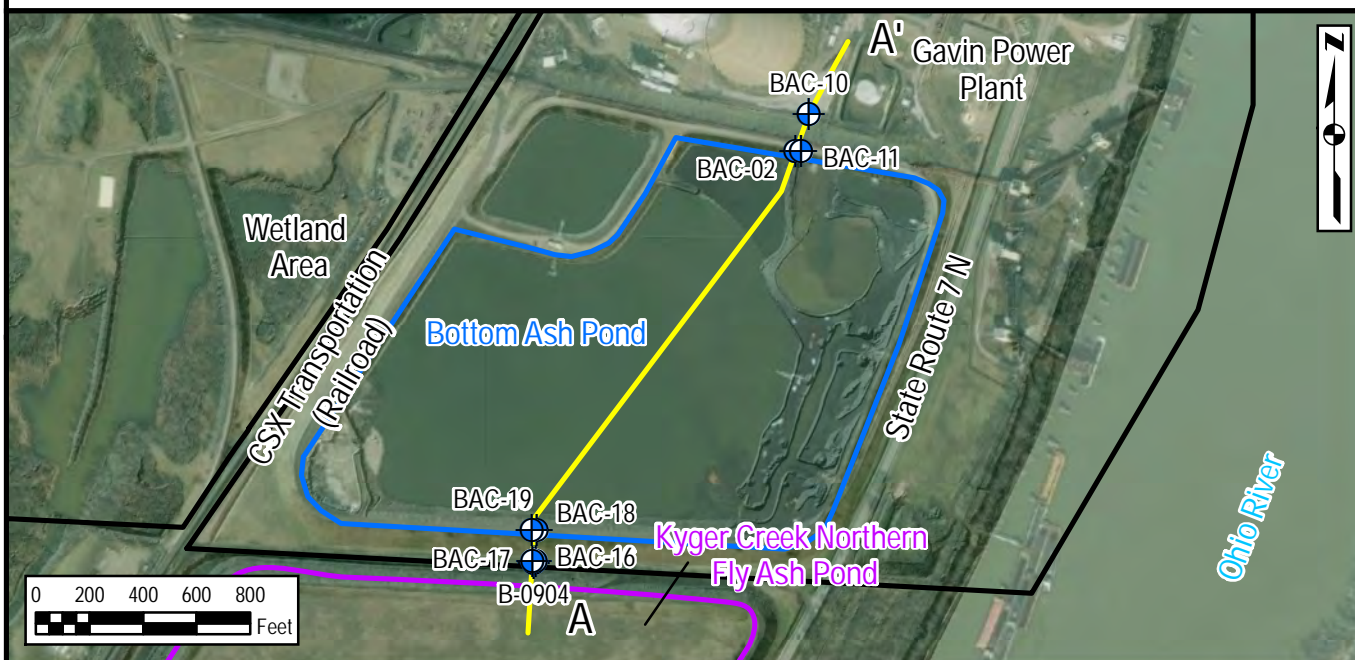 A'
Gavin Power
Plant
BAC-10
N
BAC-02
BAC-11
Wetland
Area
CSX Transportation
(Railroad)
Bottom Ash Pond
State Route 7 N
BAC-19
BAC-18
Kyger Creek Northern
Fly Ash Pond
BAC-17
BAC-16
B-0904
A
Ohio River
0 200 400 600 800
Feet